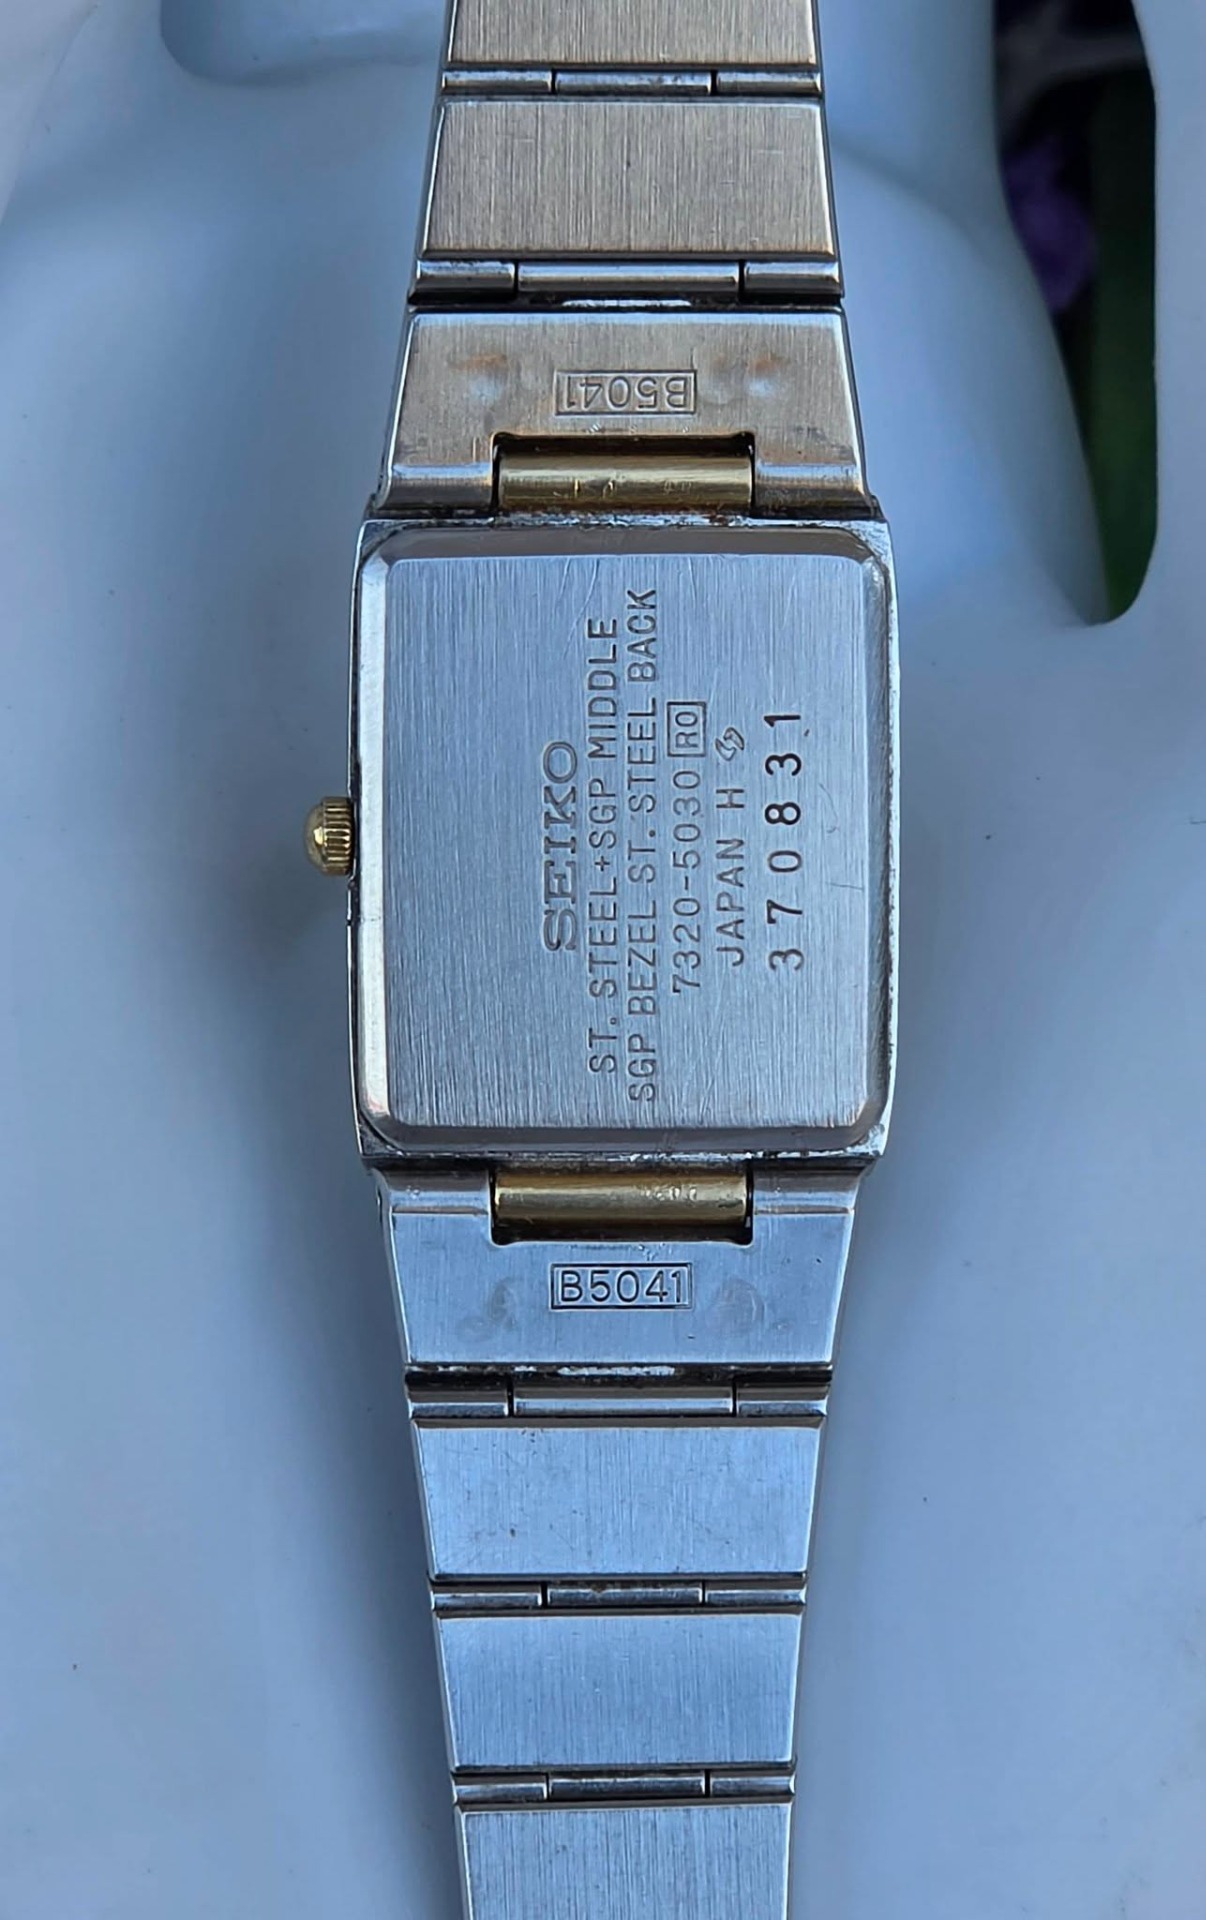 B5041
SEIKO
ST. STEEL+SGP MIDDLE
SGP BEZEL ST. STEEL BACK
7320-5030 R0
JAPAN H
370831
B5041